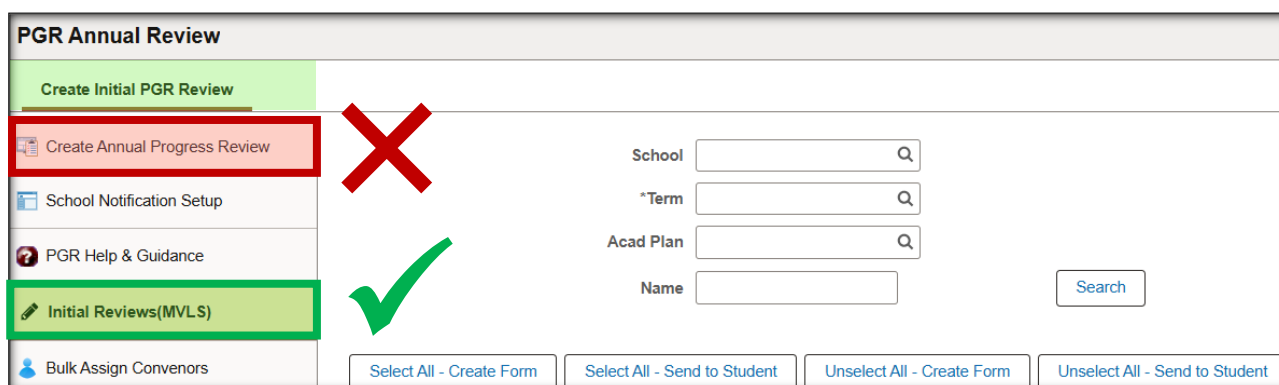 PGR Annual Review
Create Initial PGR Review
Create Annual Progress Review
School Notification Setup
PGR Help & Guidance
Initial Reviews(MVLS)
Bulk Assign Convenors
School
*Term
Acad Plan
Name
Search
Select All - Create Form
Select All - Send to Student
Unselect All - Create Form
Unselect All - Send to Student